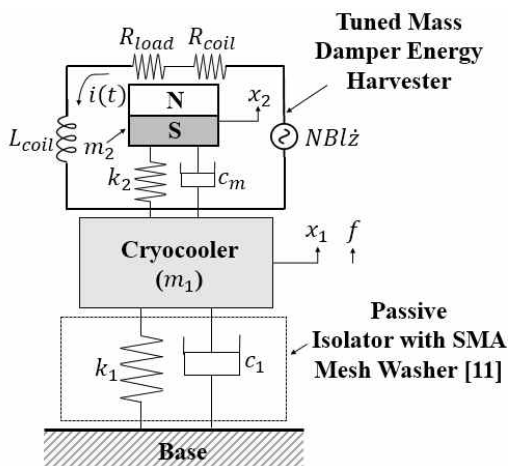 Tuned Mass
Damper Energy
Harvester
R_load R_coil
i(t)
N
S
x_2
L_coil
m_2
NBlż
k_2
c_m
Cryocooler
(m_1)
x_1 f
Passive
Isolator with SMA
Mesh Washer [11]
k_1
c_1
Base